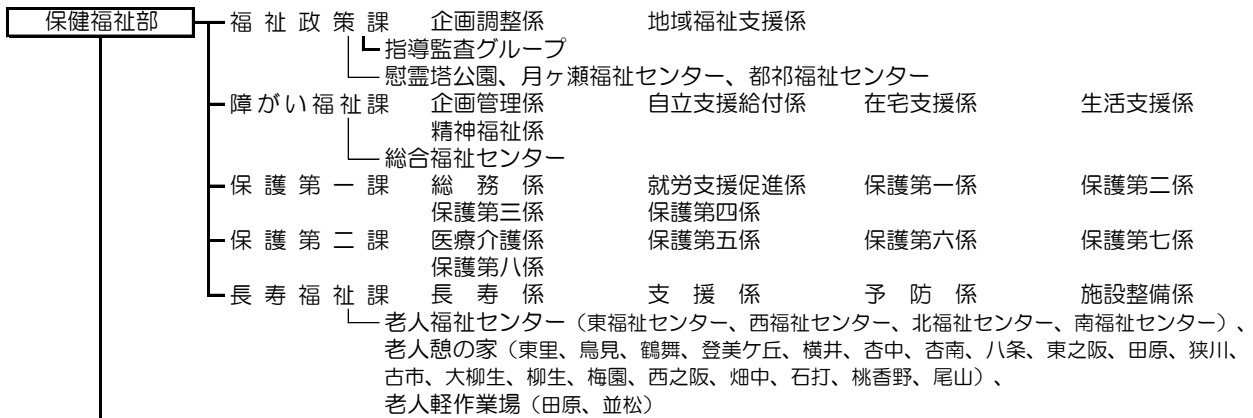 保健福祉部 福祉政策課 企画調整係 地域福祉支援係
指導監査グループ
慰霊塔公園、月ヶ瀬福祉センター、都祁福祉センター
障がい福祉課 企画管理係 自立支援給付係 在宅支援係 生活支援係
精神福祉係
総合福祉センター
保護第一課 総務係 就労支援促進係 保護第一係 保護第二係
保護第三係 保護第四係
保護第二課 医療介護係 保護第五係 保護第六係 保護第七係
保護第八係
長寿福祉課 長寿係 支援係 予防係 施設整備係
老人福祉センター（東福祉センター、西福祉センター、北福祉センター、南福祉センター）、
老人憩の家（東里、鳥見、鶴舞、登美ケ丘、横井、杏中、杏南、八条、東之阪、田原、狭川、
古市、大柳生、柳生、梅園、西之阪、畑中、石打、桃香野、尾山）、
老人軽作業場（田原、並松）